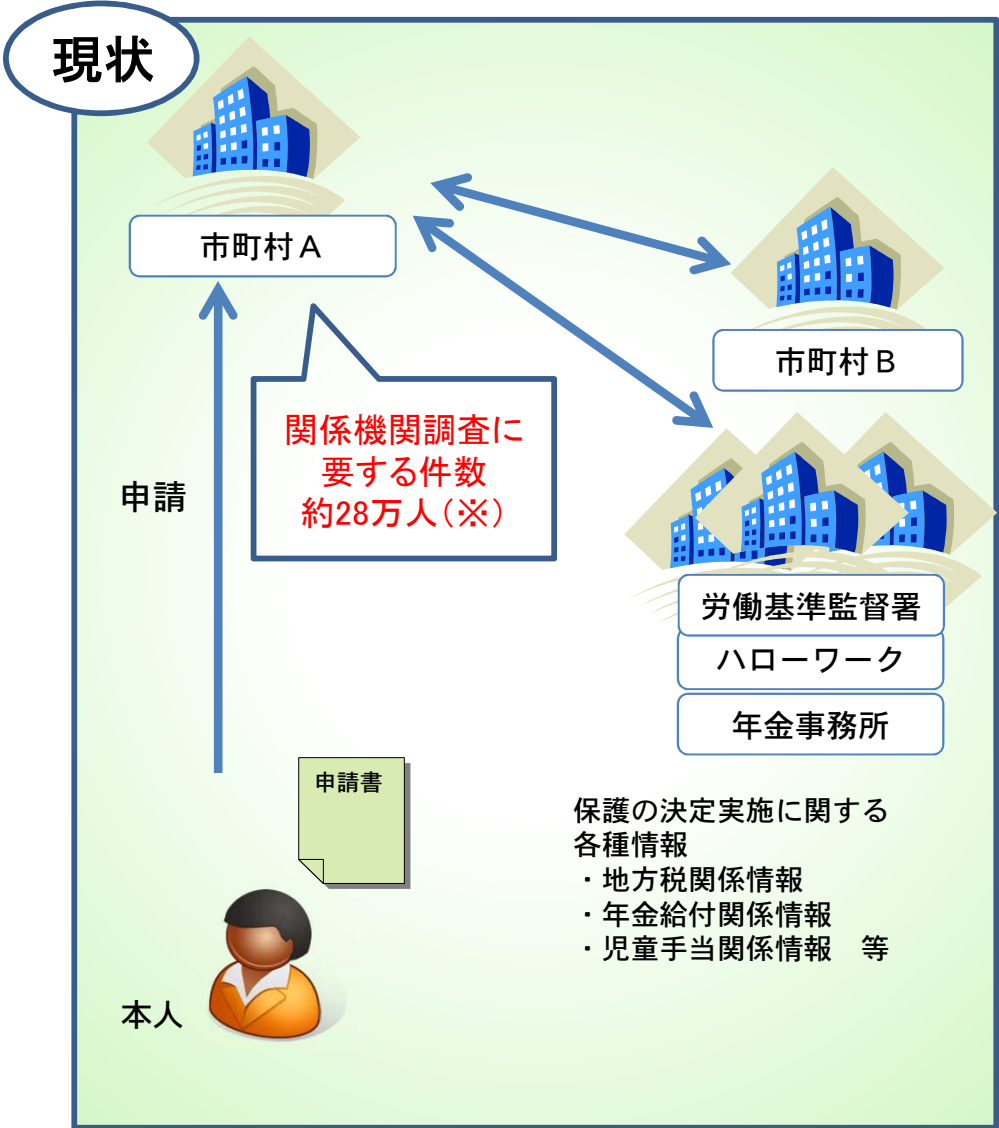 現状
市町村A
市町村B
関係機関調査に
要する件数
約28万人(※)
申請
労働基準監督署
ハローワーク
年金事務所
申請書
保護の決定実施に関する
各種情報
・地方税関係情報
・年金給付関係情報
・児童手当関係情報　等
本人